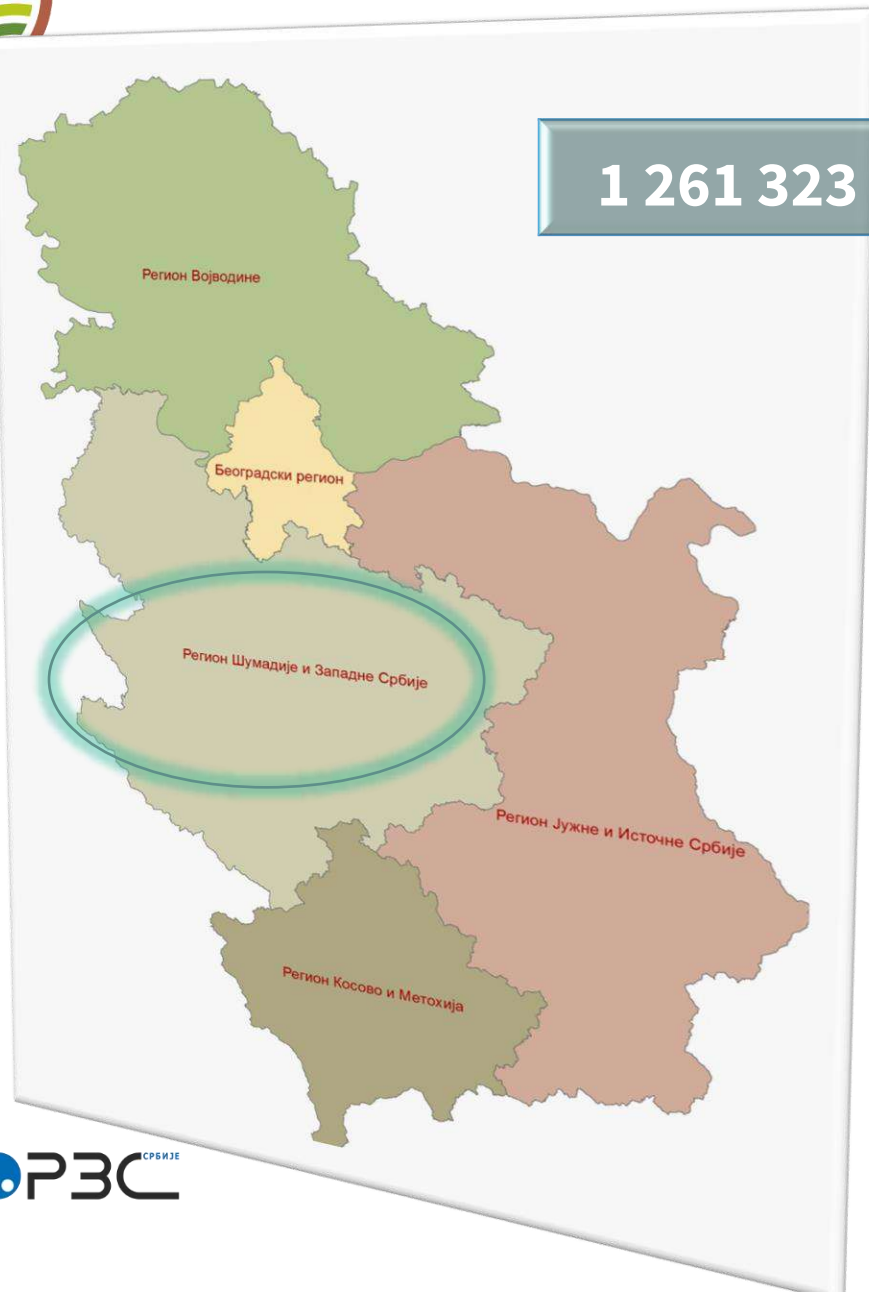 1 261 323
Регион Војводине
Београдски регион
Регион Шумадије и Западне Србије
Регион Јужне и Источне Србије
Регион Косово и Метохија
РЗС СРБИЈЕ